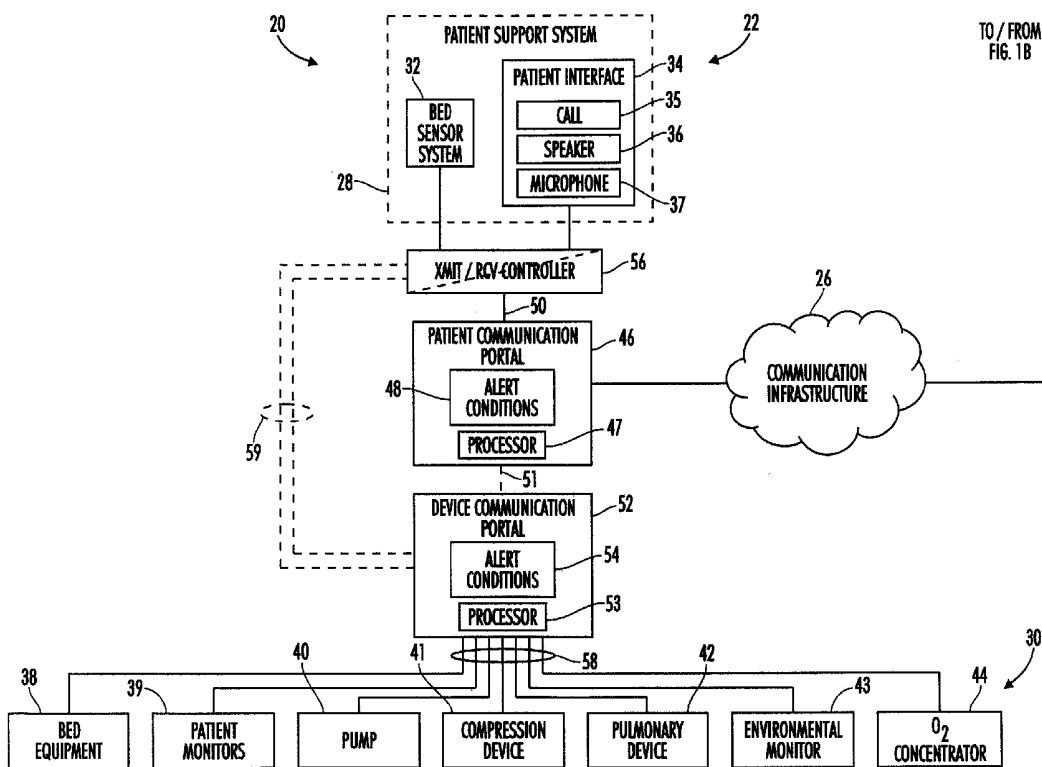 20
PATIENT SUPPORT SYSTEM
22
TO / FROM
FIG. 1B
32
BED
SENSOR
SYSTEM
PATIENT INTERFACE
34
CALL
35
SPEAKER
36
MICROPHONE
37
28
XMIT / RCV-CONTROLLER
56
50
PATIENT COMMUNICATION
PORTAL
46
48
ALERT
CONDITIONS
PROCESSOR
47
26
COMMUNICATION
INFRASTRUCTURE
59
51
DEVICE COMMUNICATION
PORTAL
52
ALERT
CONDITIONS
54
PROCESSOR
53
58
30
38
BED
EQUIPMENT
39
PATIENT
MONITORS
40
PUMP
41
COMPRESSION
DEVICE
42
PULMONARY
DEVICE
43
ENVIRONMENTAL
MONITOR
44
O2
CONCENTRATOR